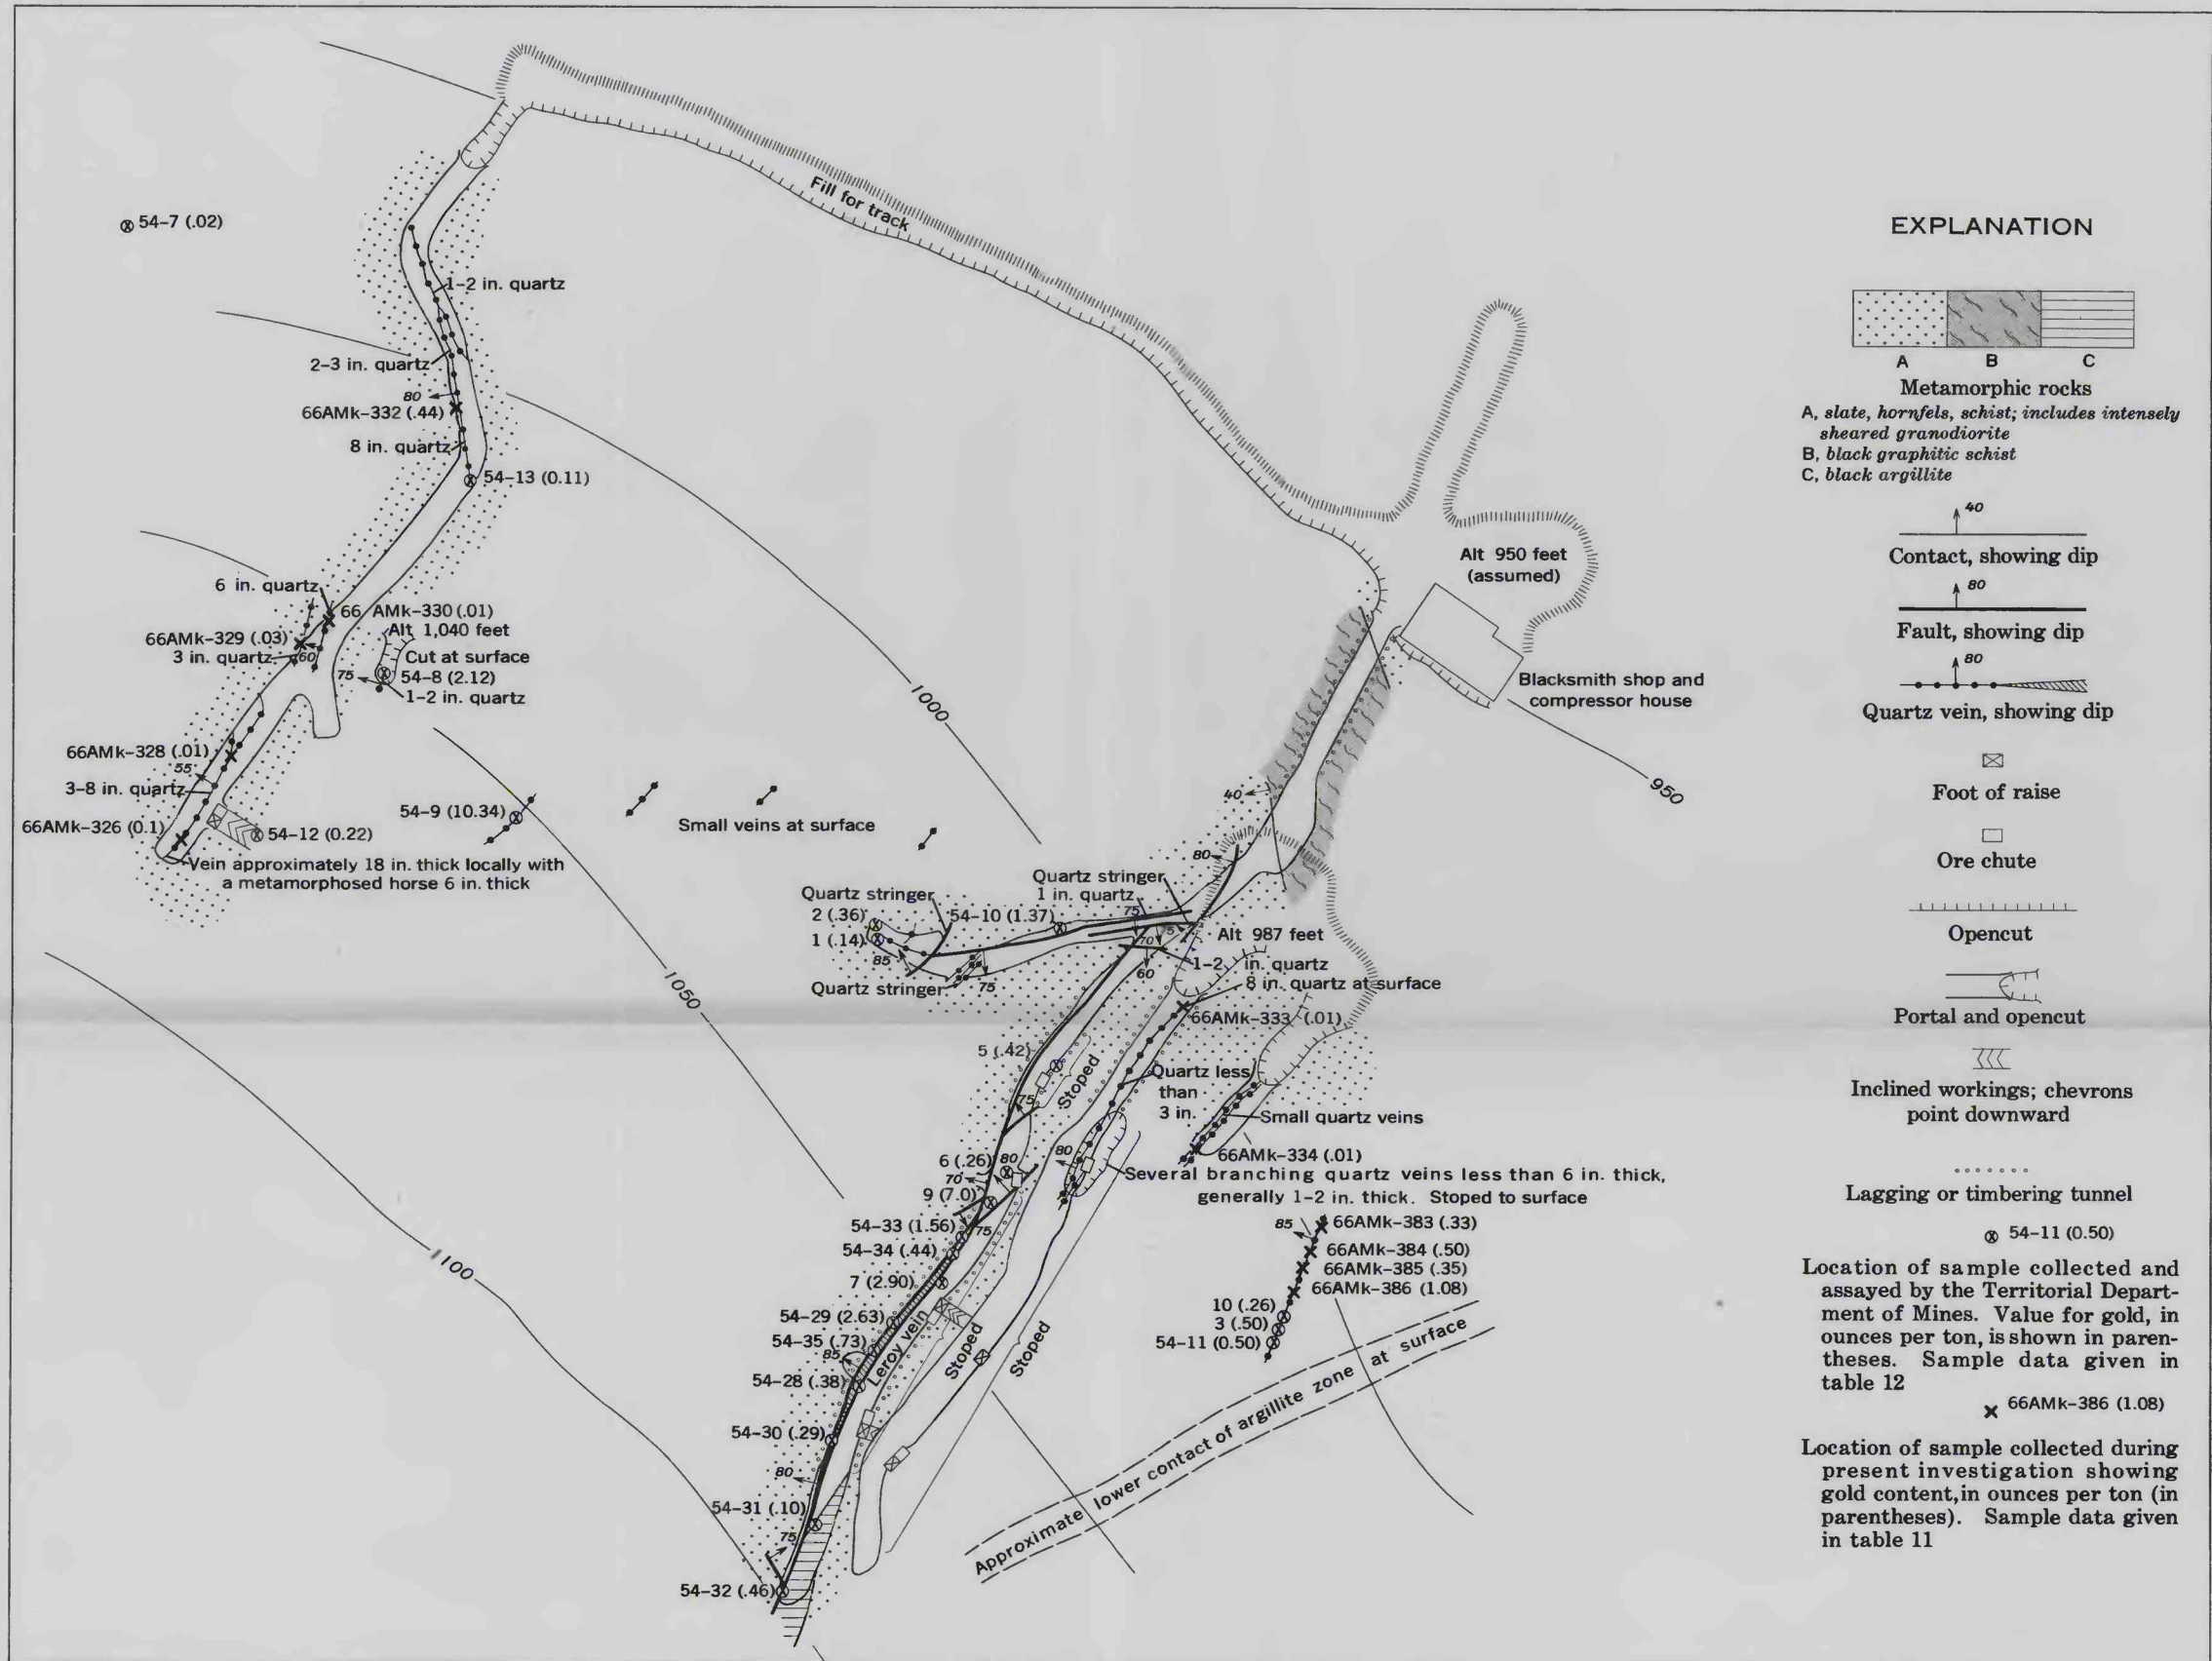 Fill for track
54-7 (.02)
1-2 in. quartz
2-3 in. quartz
80
66AMk-332 (.44)
8 in. quartz
54-13 (0.11)
6 in. quartz
66 AMk-330 (.01)
66AMk-329 (.03)
Alt 1,040 feet
3 in. quartz
60
Cut at surface
75
54-8 (2.12)
1-2 in. quartz
66AMk-328 (.01)
55
3-8 in. quartz
66AMk-326 (0.1)
54-12 (0.22)
Vein approximately 18 in. thick locally with
a metamorphosed horse 6 in. thick
54-9 (10.34)
Small veins at surface
1000
1050
1100
950
Alt 950 feet
(assumed)
Blacksmith shop and
compressor house
40
80
Quartz stringer
1 in. quartz
75
Quartz stringer
2 (.36)
54-10 (1.37)
1 (.14)
85
Quartz stringer
75
75
70
60
Alt 987 feet
1-2 in. quartz
8 in. quartz at surface
66AMk-333 (.01)
5 (.42)
Stoped
75
Quartz less
than
3 in.
Small quartz veins
66AMk-334 (.01)
80
Several branching quartz veins less than 6 in. thick,
generally 1-2 in. thick. Stoped to surface
6 (.26)
80
70
9 (7.0)
75
54-33 (1.56)
54-34 (.44)
7 (2.90)
54-29 (2.63)
54-35 (.73)
85
Leroy vein
Stoped
Stoped
54-28 (.38)
54-30 (.29)
80
54-31 (.10)
75
54-32 (.46)
85
66AMk-383 (.33)
66AMk-384 (.50)
66AMk-385 (.35)
66AMk-386 (1.08)
10 (.26)
3 (.50)
54-11 (0.50)
Approximate lower contact of argillite zone at surface
EXPLANATION
A B C
Metamorphic rocks
A, slate, hornfels, schist; includes intensely
sheared granodiorite
B, black graphitic schist
C, black argillite
40
Contact, showing dip
80
Fault, showing dip
80
Quartz vein, showing dip
Foot of raise
Ore chute
Opencut
Portal and opencut
Inclined workings; chevrons
point downward
Lagging or timbering tunnel
54-11 (0.50)
Location of sample collected and
assayed by the Territorial Depart-
ment of Mines. Value for gold, in
ounces per ton, is shown in paren-
theses. Sample data given in
table 12
66AMk-386 (1.08)
Location of sample collected during
present investigation showing
gold content, in ounces per ton (in
parentheses). Sample data given
in table 11